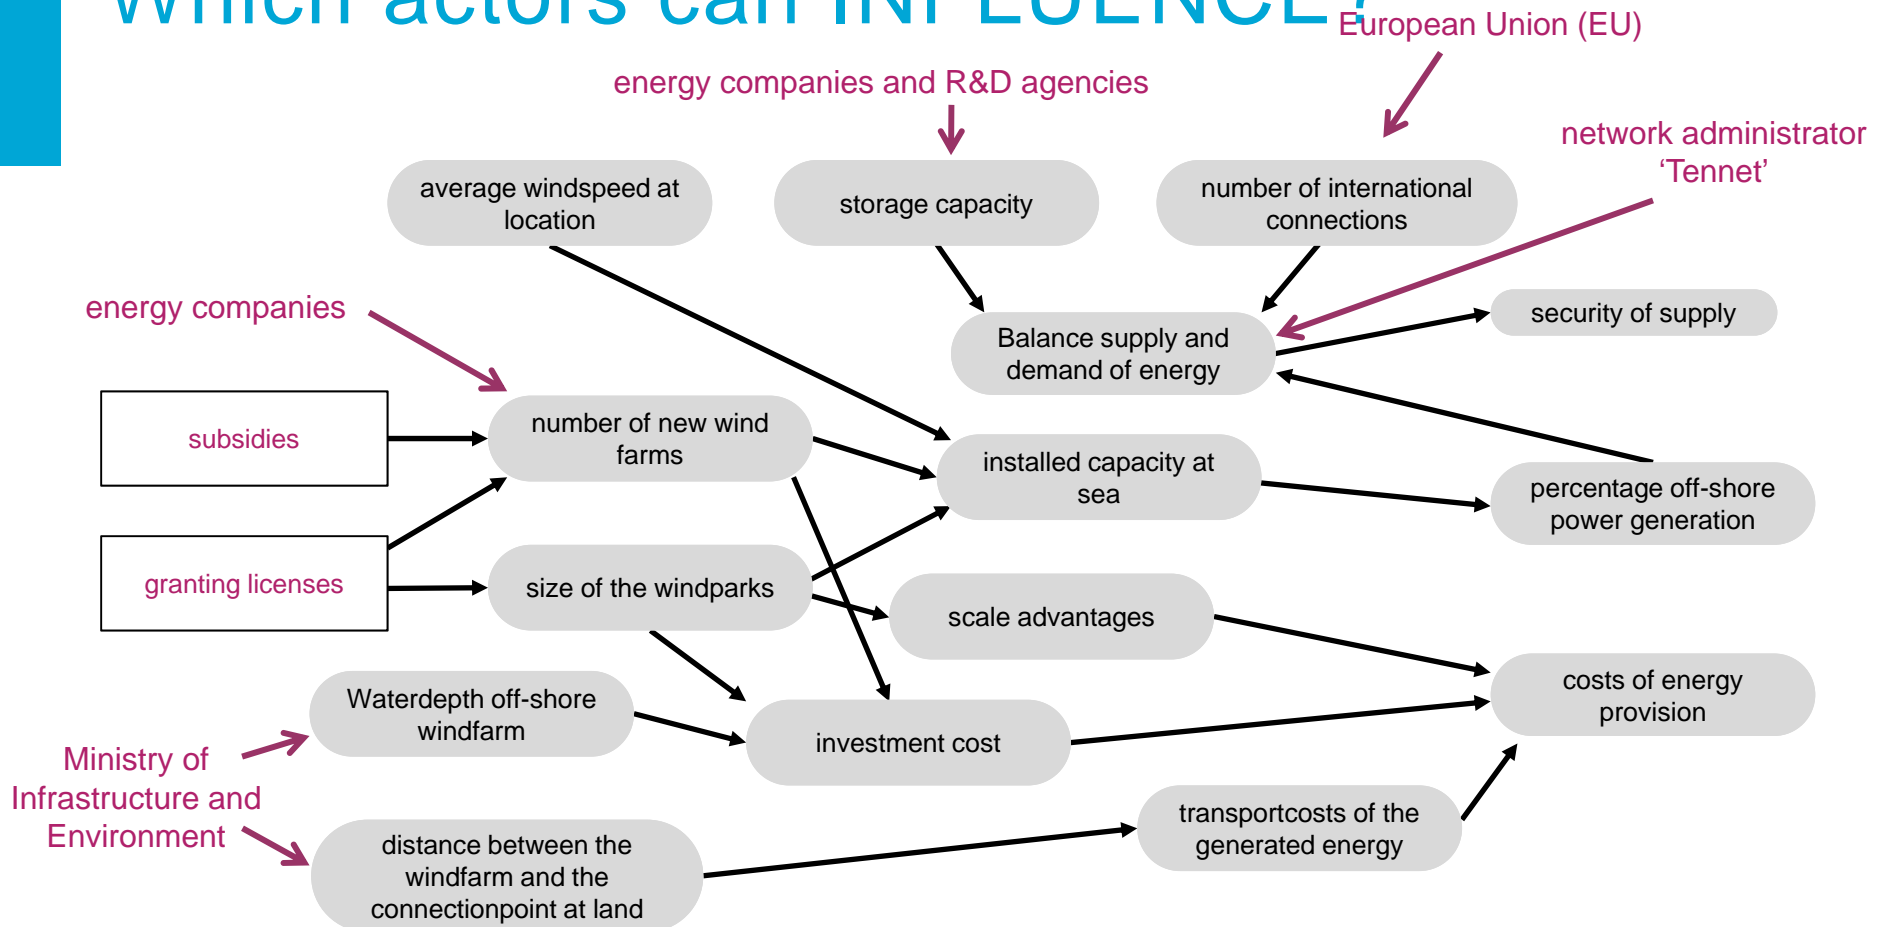 Which actors can INFLUENCE?
European Union (EU)
energy companies and R&D agencies
network administrator
‘Tennet’
average windspeed at
location
storage capacity
number of international
connections
energy companies
security of supply
Balance supply and
demand of energy
subsidies
number of new wind
farms
installed capacity at
sea
percentage off-shore
power generation
granting licenses
size of the windparks
scale advantages
Waterdepth off-shore
windfarm
investment cost
costs of energy
provision
Ministry of
Infrastructure and
Environment
transportcosts of the
generated energy
distance between the
windfarm and the
connectionpoint at land